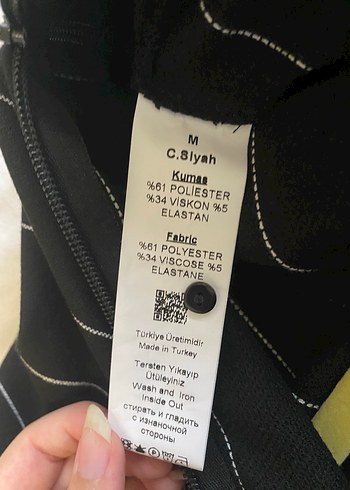 M
C.Siyah
Kumaş
%61 POLİESTER
%34 VİSKON %5
ELASTAN
Fabric
%61 POLYESTER
%34 VISCOSE %5
ELASTANE
Türkiye Üretimidir
Made in Turkey
Tersten Yıkayıp
Ütüleyiniz
Wash and Iron
Inside Out
стирать и гладить
с изнаночной
стороны